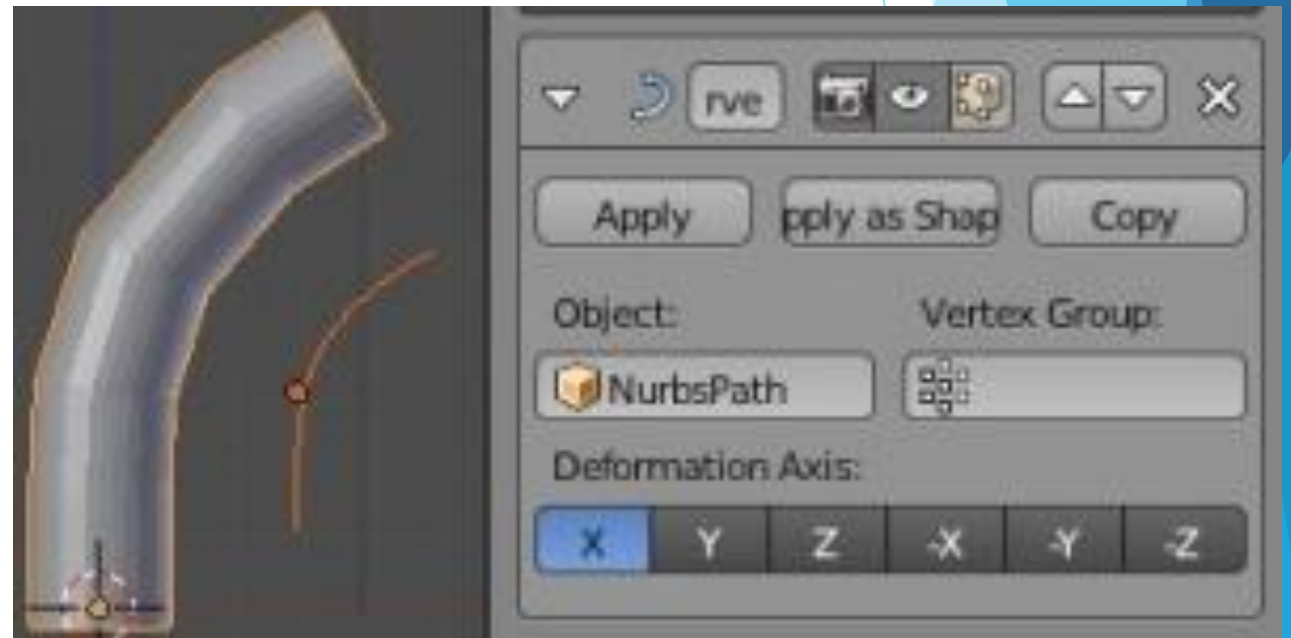 rve
Apply pply as Shap Copy
Object: Vertex Group:
NurbsPath
Deformation Axis:
X Y Z -X -Y -Z